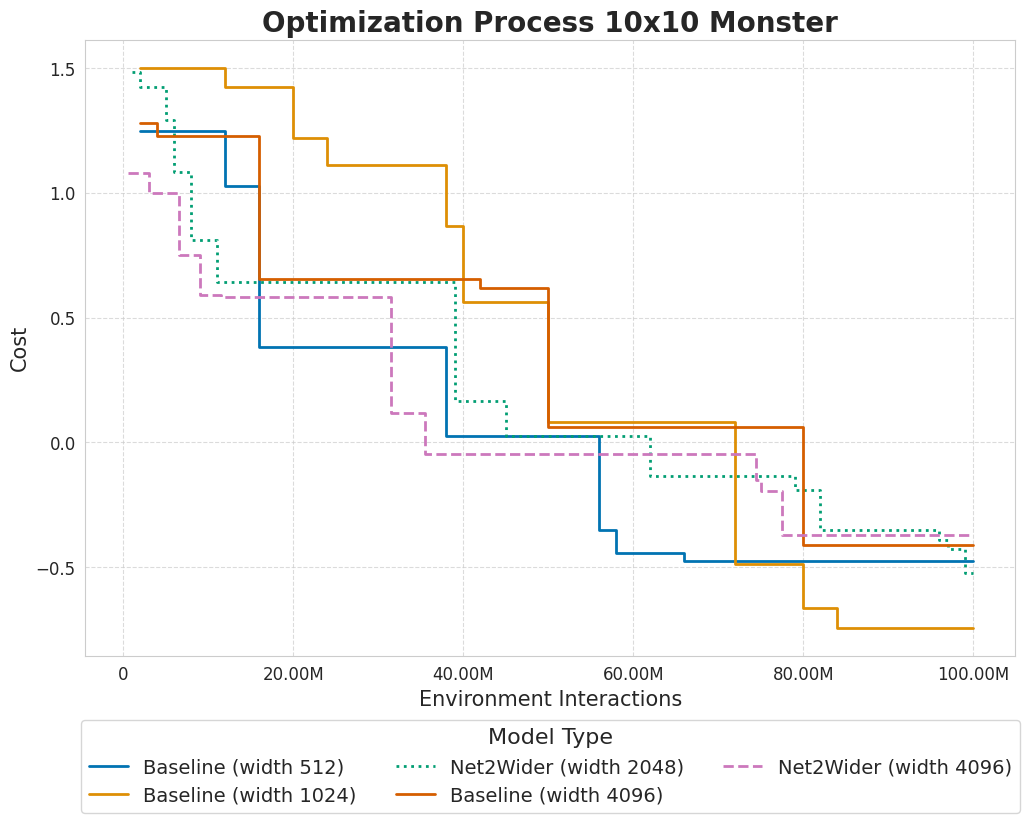 Optimization Process 10x10 Monster
1.5
1.0
0.5
0.0
−0.5
Cost
0 20.00M 40.00M 60.00M 80.00M 100.00M
Environment Interactions
Model Type
Baseline (width 512) Net2Wider (width 2048) Net2Wider (width 4096)
Baseline (width 1024) Baseline (width 4096)